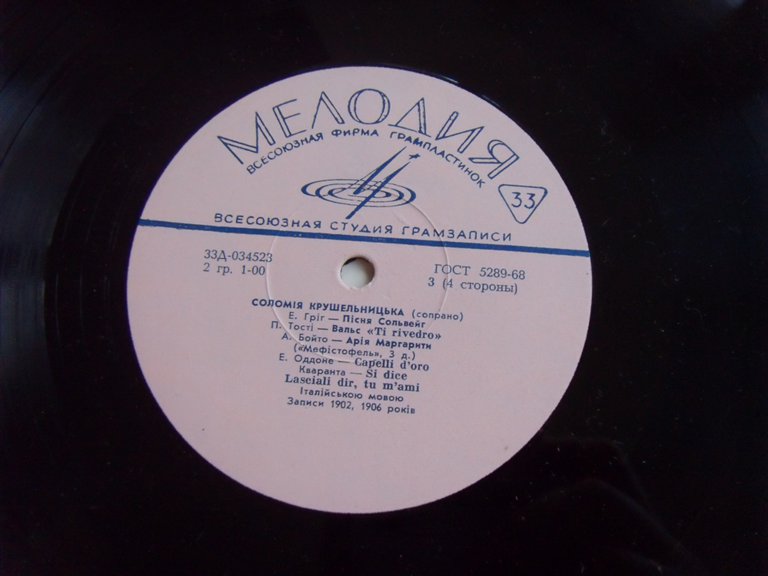 МЕЛОДИЯ
ВСЕСОЮЗНАЯ ФИРМА ГРАМПЛАСТИНОК
33
ВСЕСОЮЗНАЯ СТУДИЯ ГРАМЗАПИСИ
33Д-034523
2 гр. 1-00
ГОСТ 5289-68
3 (4 стороны)
СОЛОМІЯ КРУШЕЛЬНИЦЬКА (сопрано)
Е. Гріг — Пісня Сольвейг
П. Тості — Вальс «Ti rivedro»
А. Бойто — Арія Маргарити
(«Мефістофель», 3 д.)
Е. Оддоне — Capelli d'oro
Кваранта — Si dice
Lasciali dir, tu m'ami
Італійською мовою
Записи 1902, 1906 років